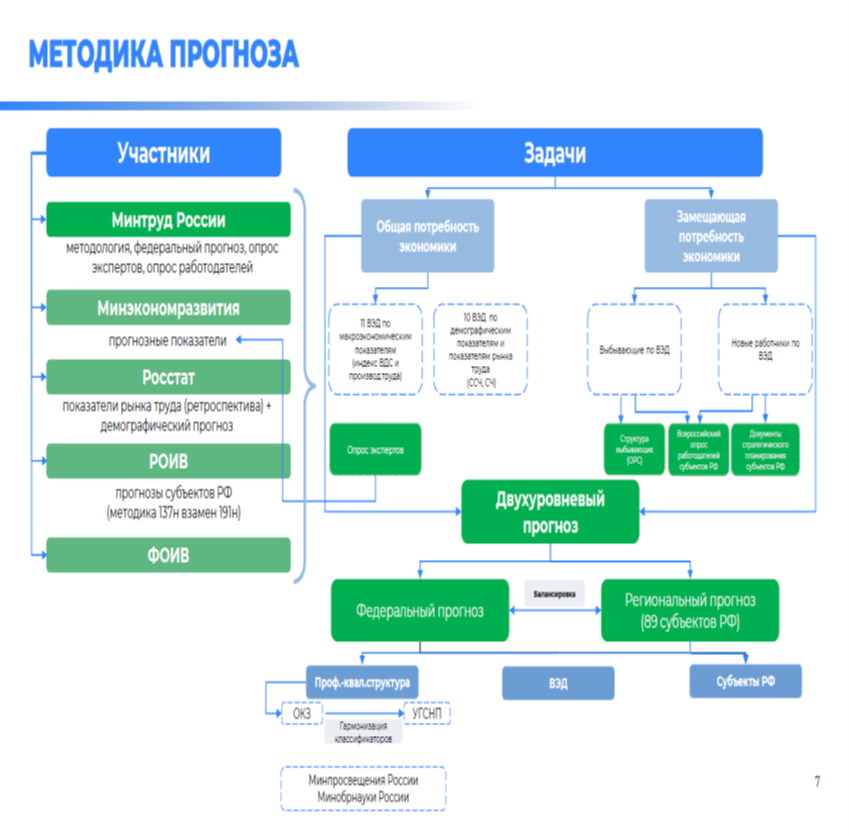 МЕТОДИКА ПРОГНОЗА
Участники
Минтруд России
методология, федеральный прогноз, опрос
экспертов, опрос работодателей
Минэкономразвития
прогнозные показатели
Росстат
показатели рынка труда (ретроспектива) +
демографический прогноз
РОИВ
прогнозы субъектов РФ
(методика 137н взамен 191н)
ФОИВ
Задачи
Общая потребность
экономики
Замещающая
потребность
экономики
11 ВЭД по
макроэкономическим
показателям
(индекс ВДС и
производ.труда)
10 ВЭД по
демографическим
показателям и
показателям рынка
труда
(ССЧ, СЧ)
Выбывающие по ВЭД
Новые работники по
ВЭД
Опрос экспертов
Структура
выбывающих
(ОРС)
Всероссийский
опрос
работодателей
субъектов РФ
Документы
стратегического
планирования
субъектов РФ
Двухуровневый
прогноз
Федеральный прогноз
Балансировка
Региональный прогноз
(89 субъектов РФ)
Проф.-квал.структура
ВЭД
Субъекты РФ
ОКЗ
УГСНП
Гармонизация
классификаторов
Минпросвещения России
Минобрнауки России
7